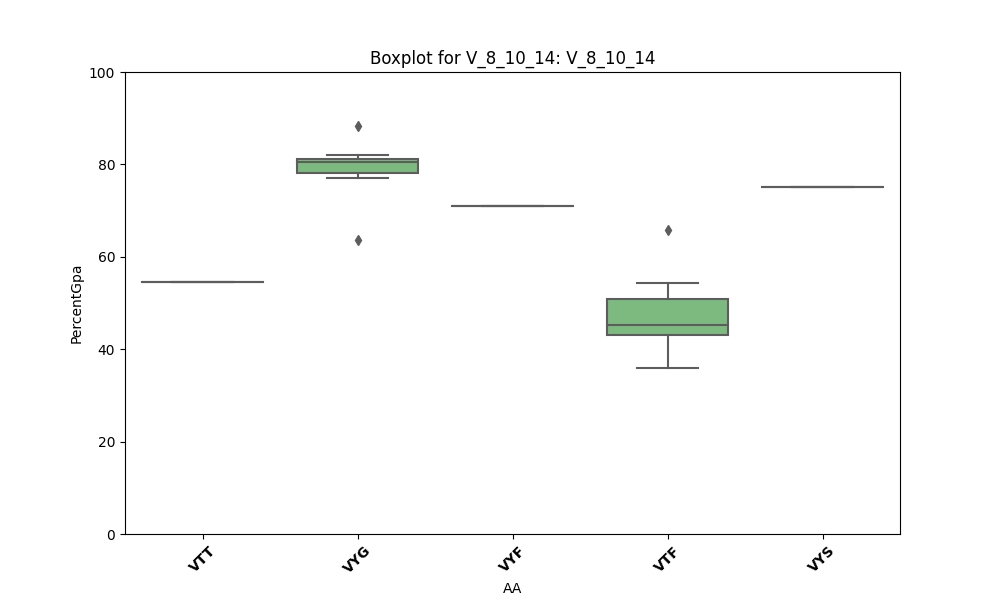 Boxplot for V_8_10_14: V_8_10_14
100
80
60
40
20
0
PercentGpa
VTT
VYG
VYF
VTF
VYS
AA